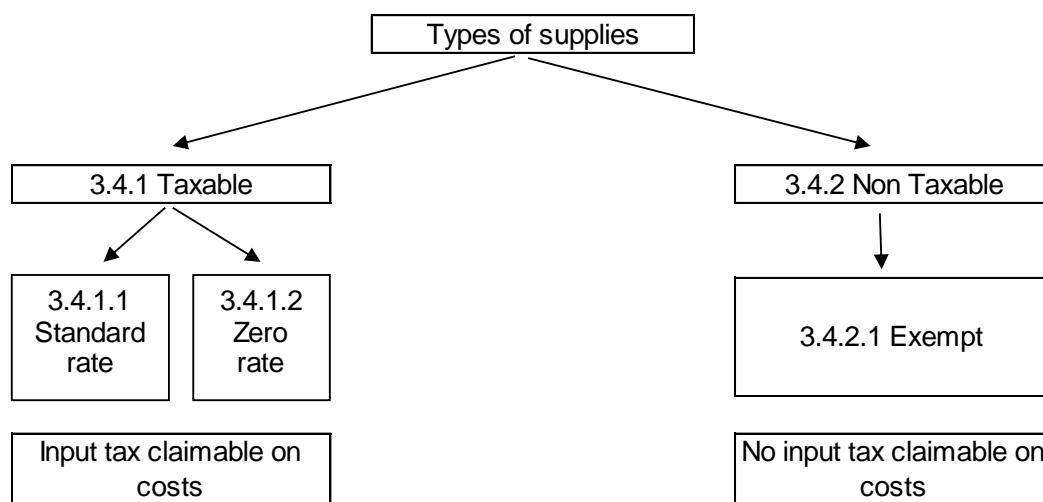 Types of supplies
3.4.1 Taxable
3.4.2 Non Taxable
3.4.1.1
Standard
rate
3.4.1.2
Zero
rate
3.4.2.1 Exempt
Input tax claimable on
costs
No input tax claimable on
costs